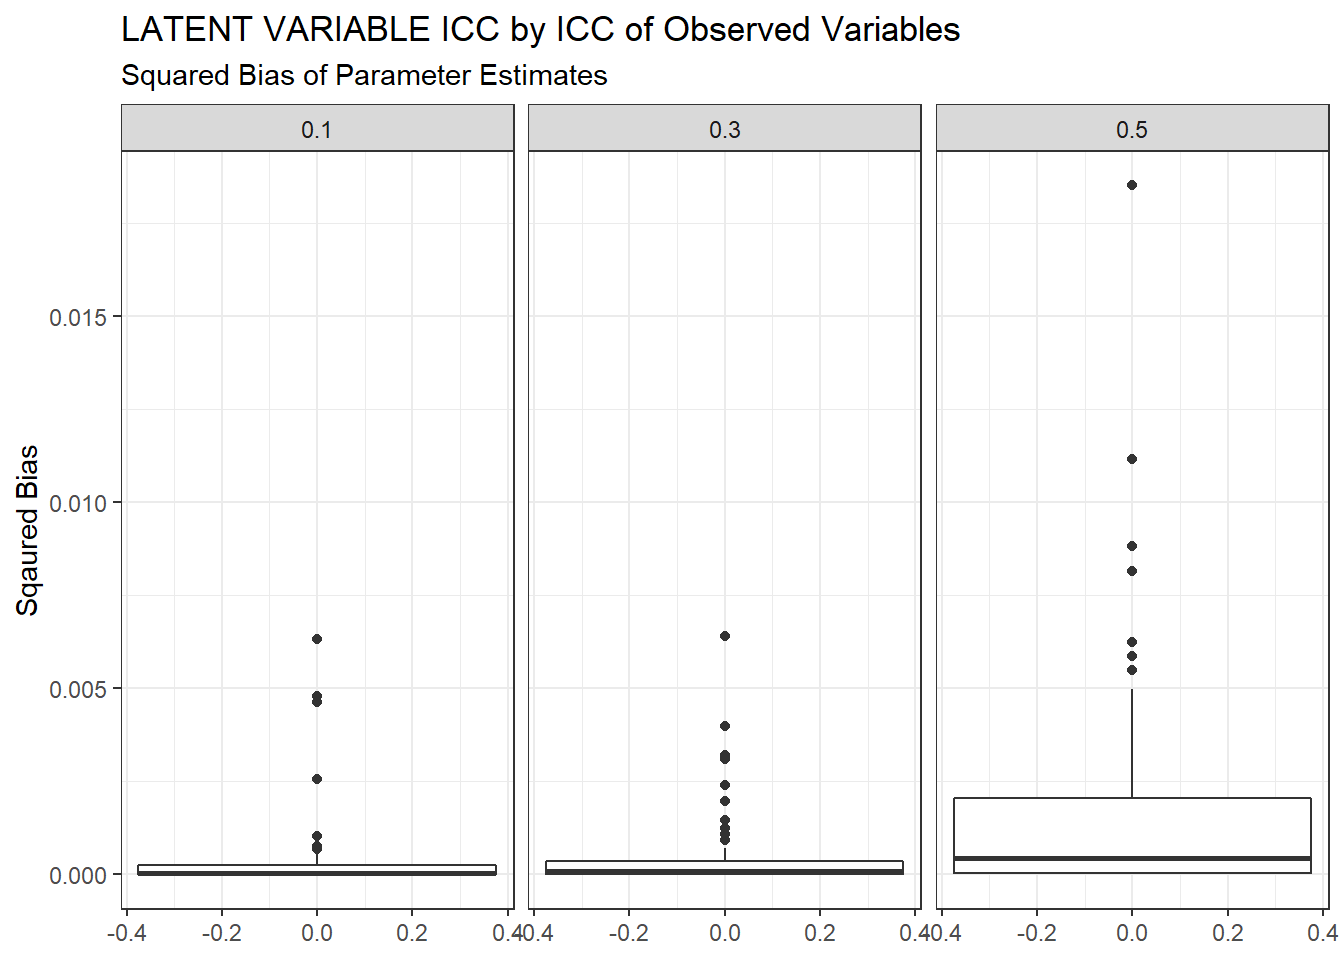 LATENT VARIABLE ICC by ICC of Observed Variables
Squared Bias of Parameter Estimates
0.1 0.3 0.5
Sqaured Bias
0.015
0.010
0.005
0.000
-0.4 -0.2 0.0 0.2 0.4 -0.4 -0.2 0.0 0.2 0.4 -0.4 -0.2 0.0 0.2 0.4